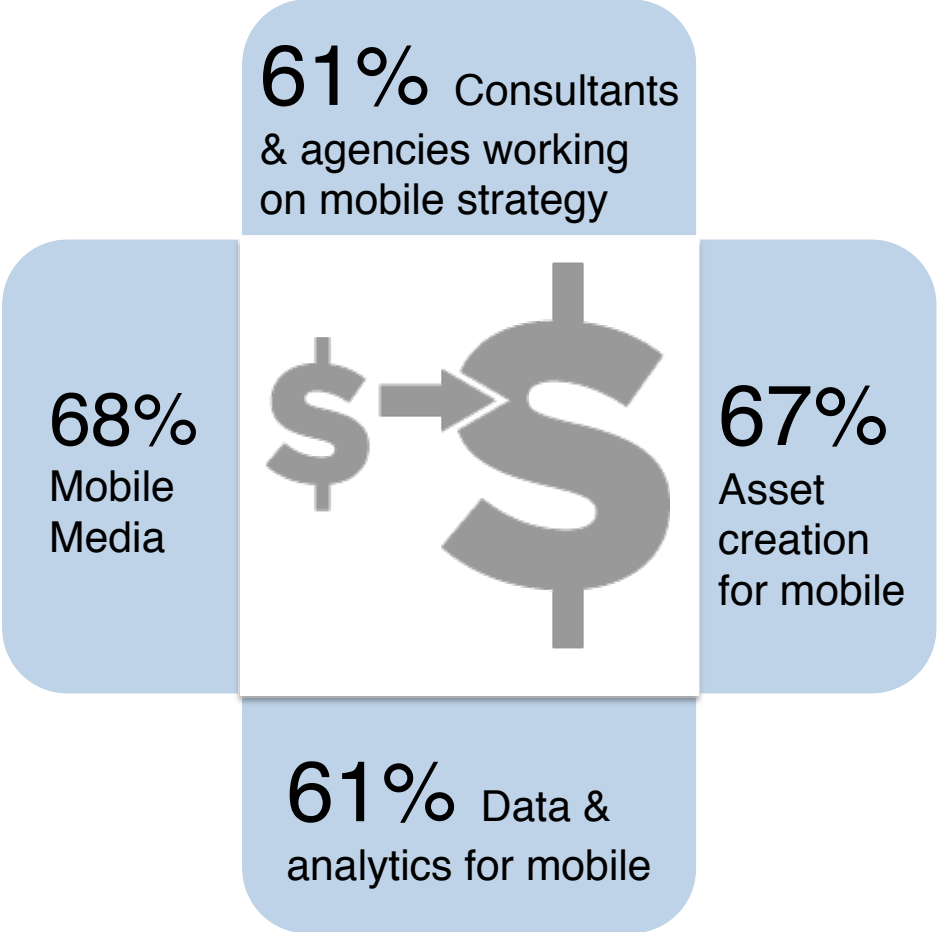 61% Consultants
& agencies working
on mobile strategy
68%
Mobile
Media
67%
Asset
creation
for mobile
61% Data &
analytics for mobile